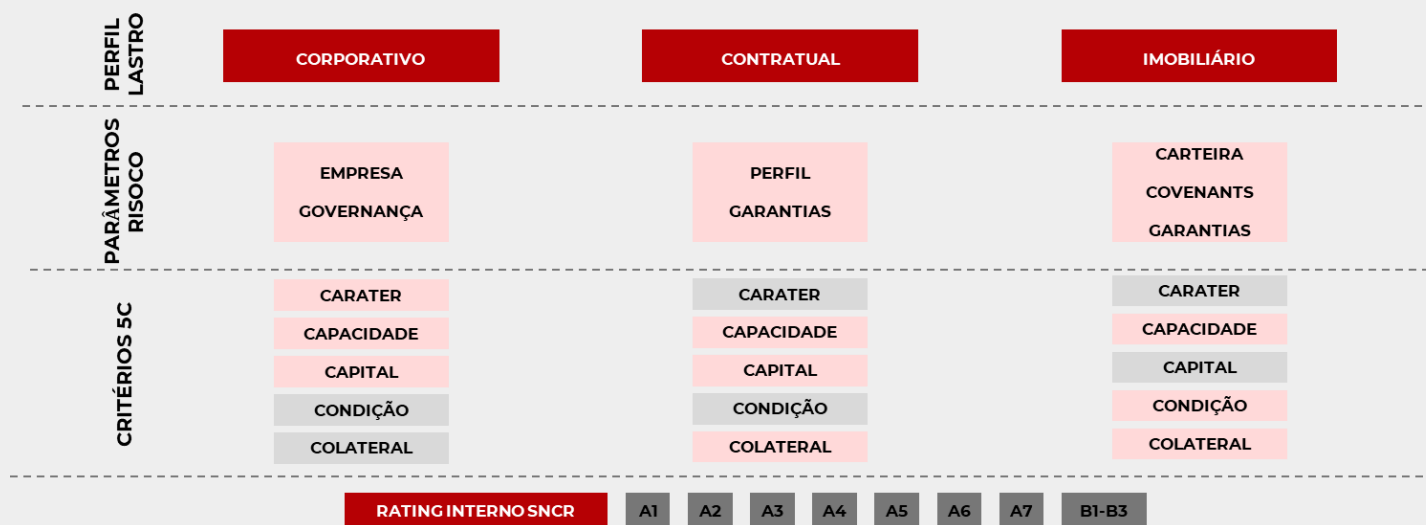 PERFIL
LASTRO
CORPORATIVO
CONTRATUAL
IMOBILIÁRIO
PARÂMETROS
RISOCO
EMPRESA
GOVERNANÇA
PERFIL
GARANTIAS
CARTEIRA
COVENANTS
GARANTIAS
CRITÉRIOS 5C
CARATER
CAPACIDADE
CAPITAL
CONDIÇÃO
COLATERAL
CARATER
CAPACIDADE
CAPITAL
CONDIÇÃO
COLATERAL
CARATER
CAPACIDADE
CAPITAL
CONDIÇÃO
COLATERAL
RATING INTERNO SNCR
A1
A2
A3
A4
A5
A6
A7
B1-B3